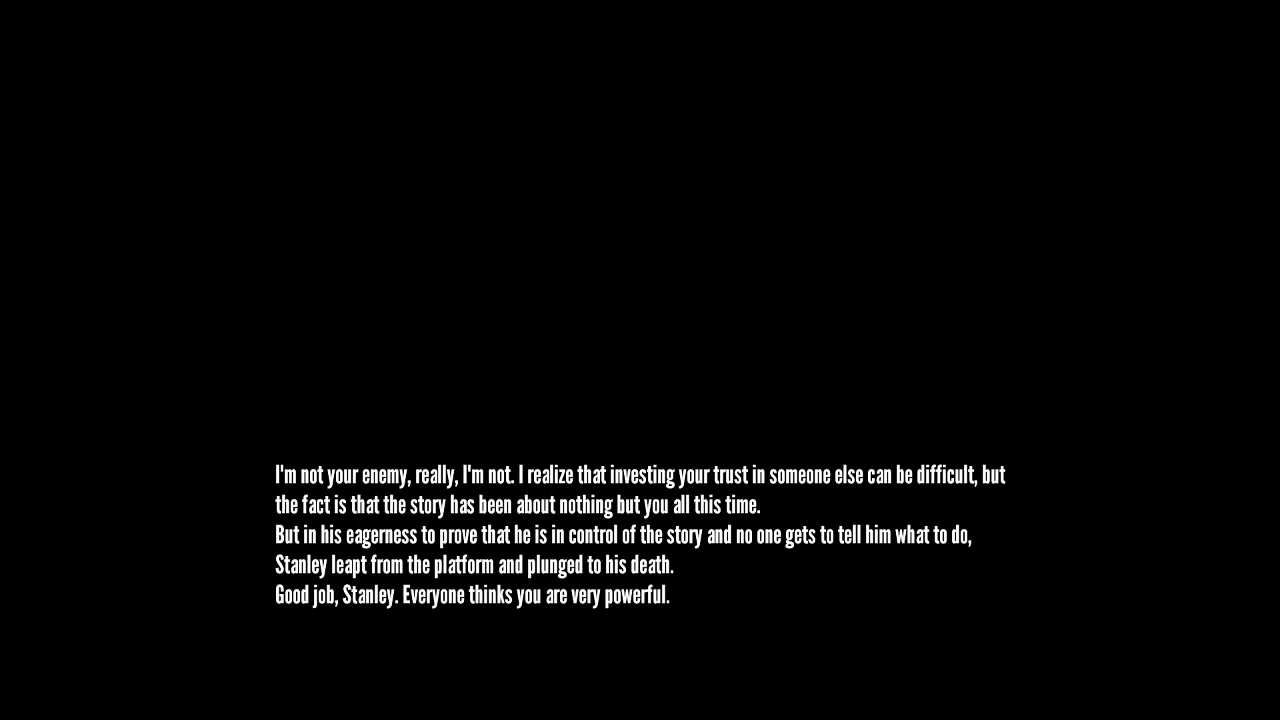 I'm not your enemy, really, I'm not. I realize that investing your trust in someone else can be difficult, but
the fact is that the story has been about nothing but you all this time.
But in his eagerness to prove that he is in control of the story and no one gets to tell him what to do,
Stanley leapt from the platform and plunged to his death.
Good job, Stanley. Everyone thinks you are very powerful.